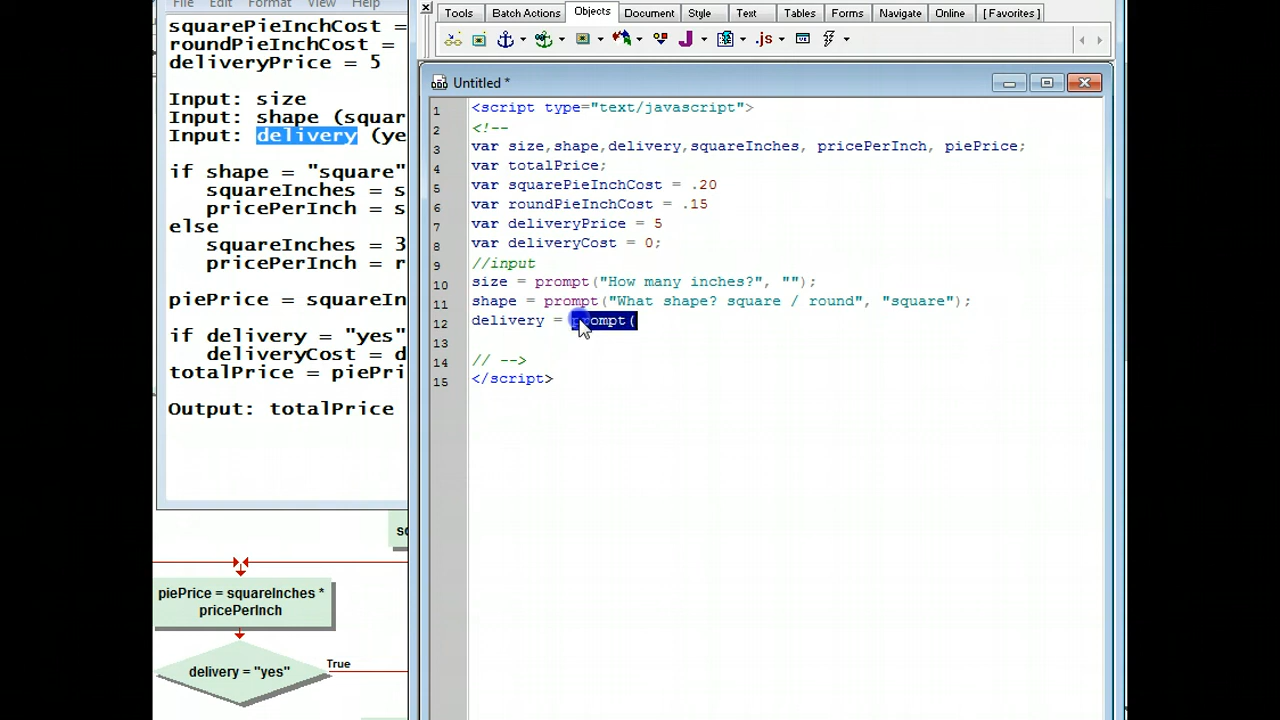 File Edit Format View Help
squarePieInchCost =
roundPieInchCost =
deliveryPrice = 5
Input: size
Input: shape (squar
Input: delivery (ye
if shape = "square"
squareInches = s
pricePerInch = s
else
squareInches = 3
pricePerInch = r
piePrice = squareIn
if delivery = "yes"
deliveryCost = d
totalPrice = piePri
Output: totalPrice
piePrice = squareInches *
pricePerInch
delivery = "yes"
True
Tools Batch Actions Objects Document Style Text Tables Forms Navigate Online [Favorites]
.js
Untitled *
1 <script type="text/javascript">
2 <!--
3 var size,shape,delivery,squareInches, pricePerInch, piePrice;
4 var totalPrice;
5 var squarePieInchCost = .20
6 var roundPieInchCost = .15
7 var deliveryPrice = 5
8 var deliveryCost = 0;
9 //input
10 size = prompt("How many inches?", "");
11 shape = prompt("What shape? square / round", "square");
12 delivery = prompt(
13
14 // -->
15 </script>